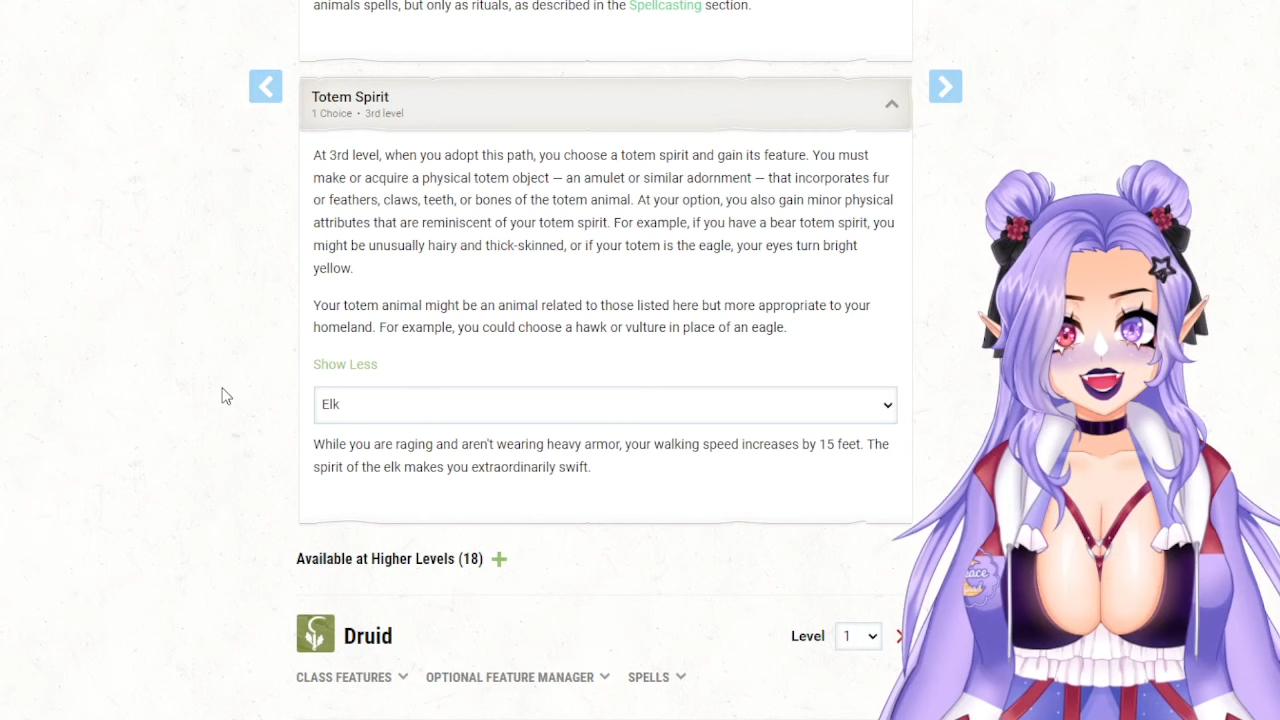 animals spells, but only as rituals, as described in the Spellcasting section.
Totem Spirit
1 Choice • 3rd level
At 3rd level, when you adopt this path, you choose a totem spirit and gain its feature. You must
make or acquire a physical totem object — an amulet or similar adornment — that incorporates fur
or feathers, claws, teeth, or bones of the totem animal. At your option, you also gain minor physical
attributes that are reminiscent of your totem spirit. For example, if you have a bear totem spirit, you
might be unusually hairy and thick-skinned, or if your totem is the eagle, your eyes turn bright
yellow.
Your totem animal might be an animal related to those listed here but more appropriate to your
homeland. For example, you could choose a hawk or vulture in place of an eagle.
Show Less
Elk
While you are raging and aren't wearing heavy armor, your walking speed increases by 15 feet. The
spirit of the elk makes you extraordinarily swift.
Available at Higher Levels (18)
Druid
Level 1
CLASS FEATURES OPTIONAL FEATURE MANAGER SPELLS